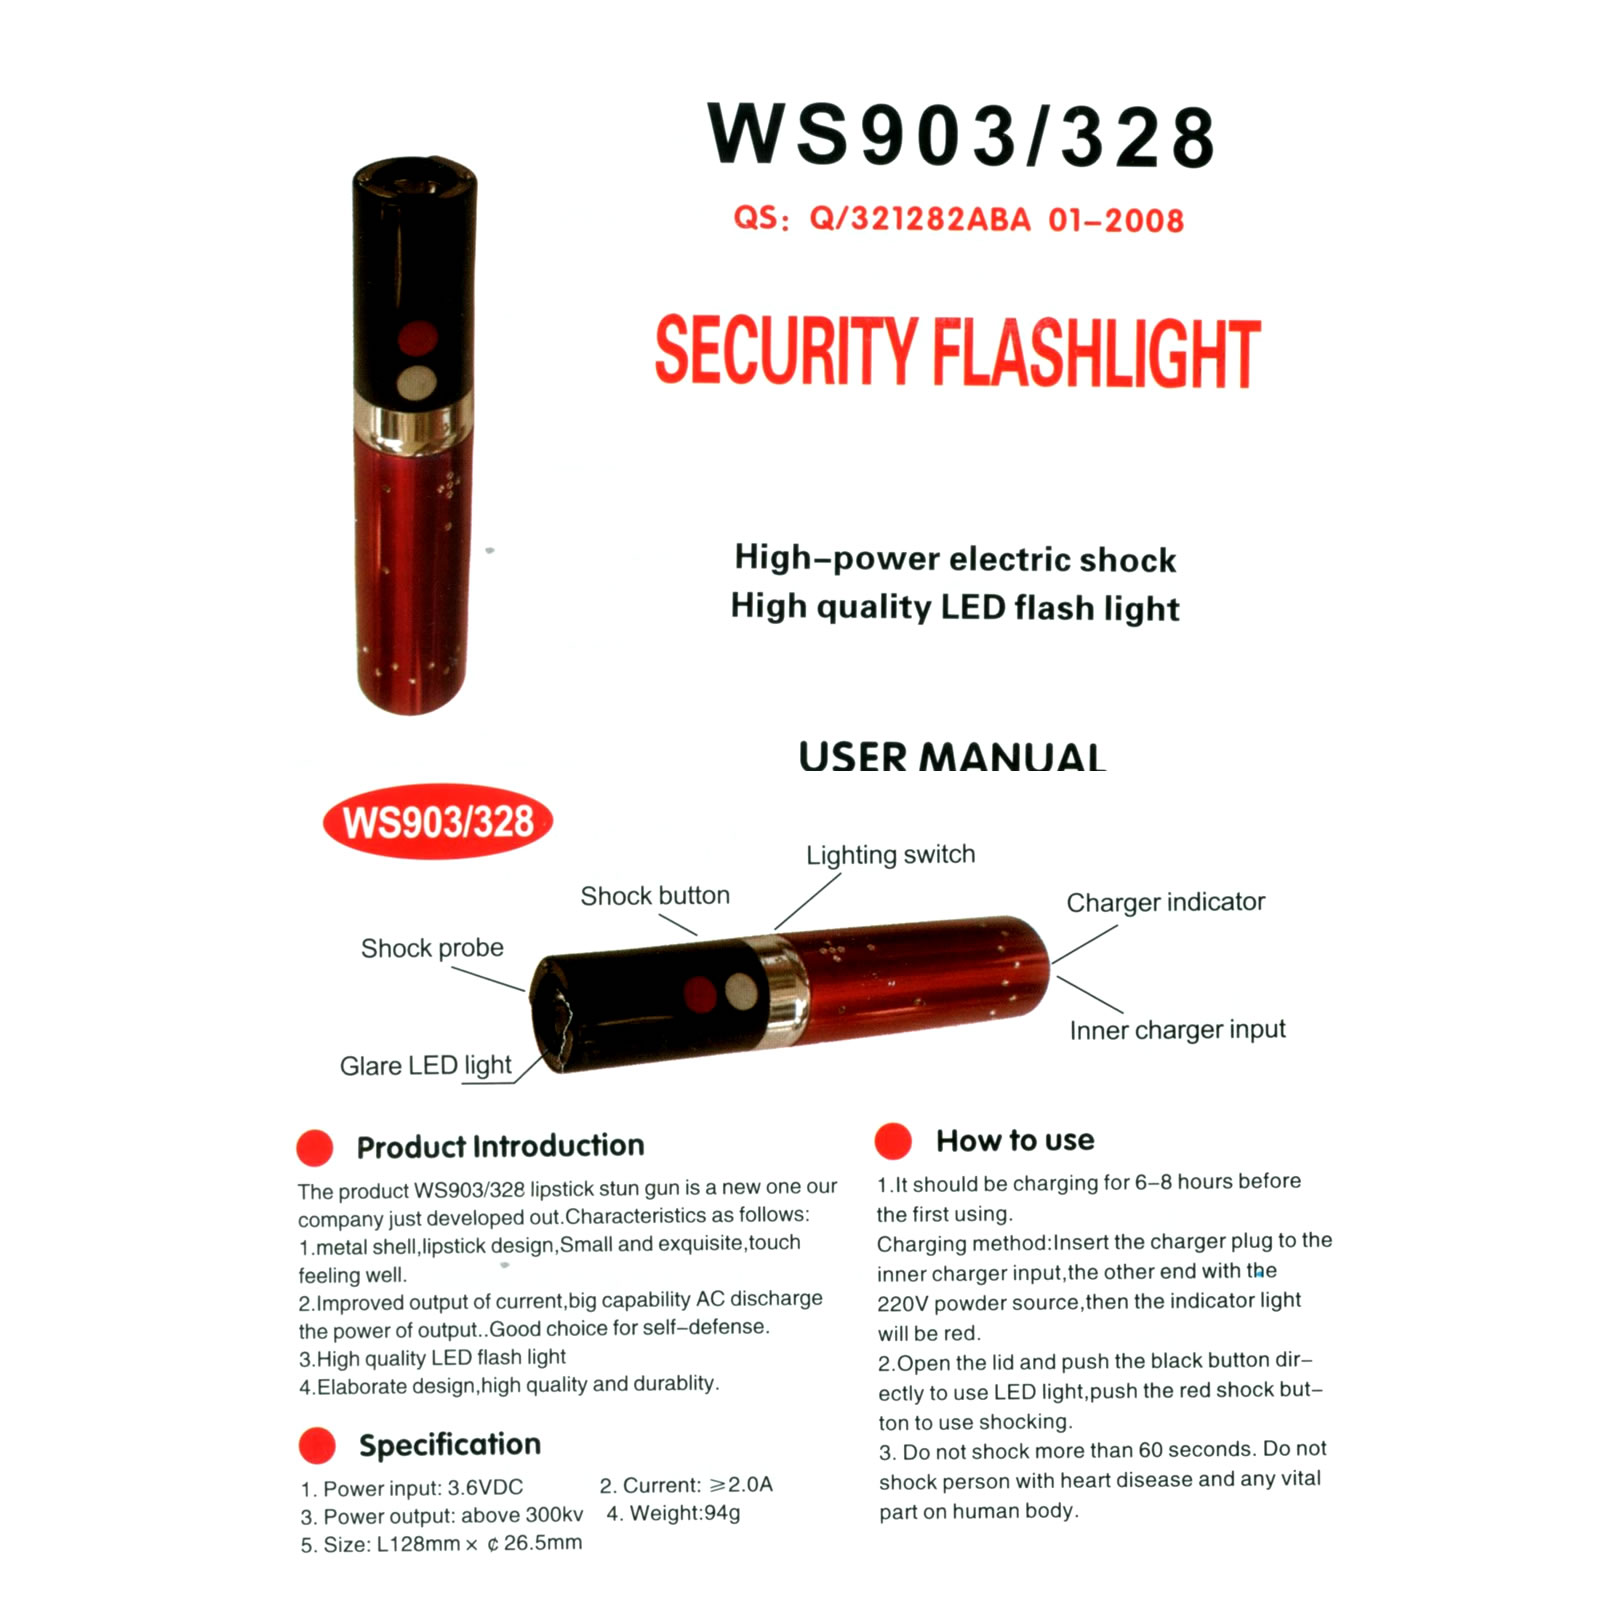 WS903/328
QS: Q/321282ABA 01-2008
SECURITY FLASHLIGHT
High-power electric shock
High quality LED flash light
USER MANUAL
WS903/328
Lighting switch
Shock button
Charger indicator
Shock probe
Inner charger input
Glare LED light
Product Introduction
The product WS903/328 lipstick stun gun is a new one our
company just developed out.Characteristics as follows:
1.metal shell,lipstick design,Small and exquisite,touch
feeling well.
2.Improved output of current,big capability AC discharge
the power of output..Good choice for self-defense.
3.High quality LED flash light
4.Elaborate design,high quality and durablity.
Specification
1. Power input: 3.6VDC 2. Current: ≥2.0A
3. Power output: above 300kv 4. Weight:94g
5. Size: L128mm × ¢ 26.5mm
How to use
1.It should be charging for 6-8 hours before
the first using.
Charging method:Insert the charger plug to the
inner charger input,the other end with the
220V powder source,then the indicator light
will be red.
2.Open the lid and push the black button dir-
ectly to use LED light,push the red shock but-
ton to use shocking.
3. Do not shock more than 60 seconds. Do not
shock person with heart disease and any vital
part on human body.